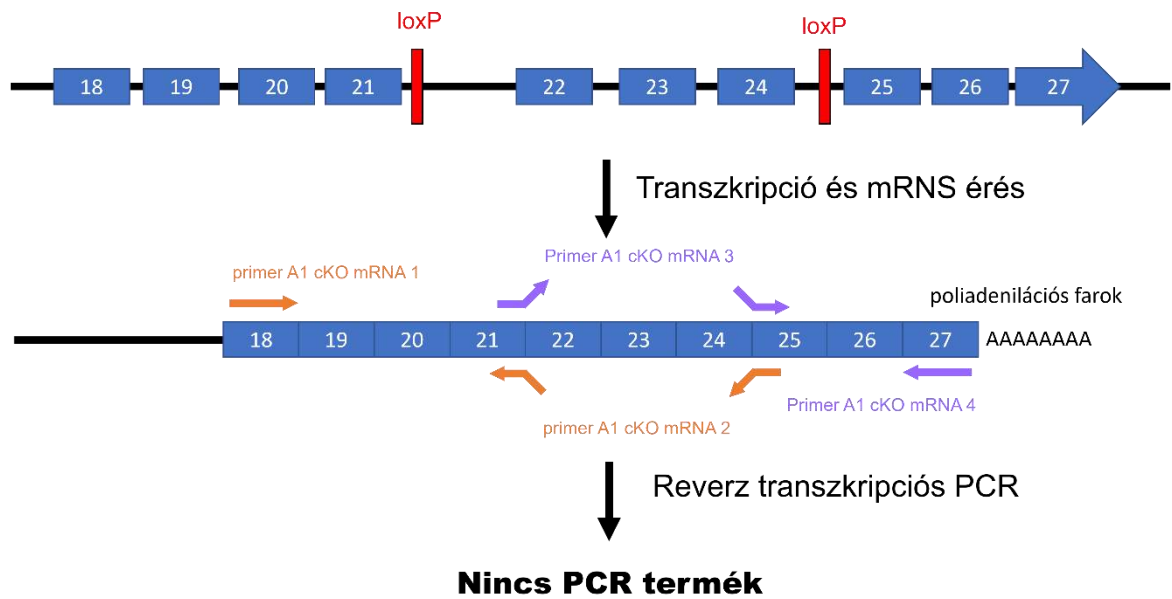 loxP
loxP
18 19 20 21 22 23 24 25 26 27
Transzkripció és mRNS érés
primer A1 cKO mRNA 1
Primer A1 cKO mRNA 3
poliadenilációs farok
18 19 20 21 22 23 24 25 26 27 AAAAAAAA
primer A1 cKO mRNA 2
Primer A1 cKO mRNA 4
Reverz transzkripciós PCR
Nincs PCR termék